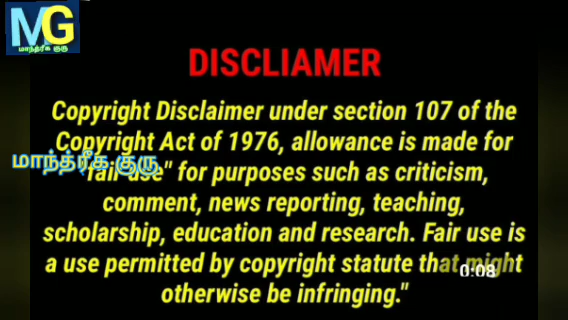 MG
மாந்த்ரீக குரு
DISCLIAMER
Copyright Disclaimer under section 107 of the
Copyright Act of 1976, allowance is made for
மாந்த்ரீக குரு
"fair use" for purposes such as criticism,
comment, news reporting, teaching,
scholarship, education and research. Fair use is
a use permitted by copyright statute that might
0:08
otherwise be infringing."